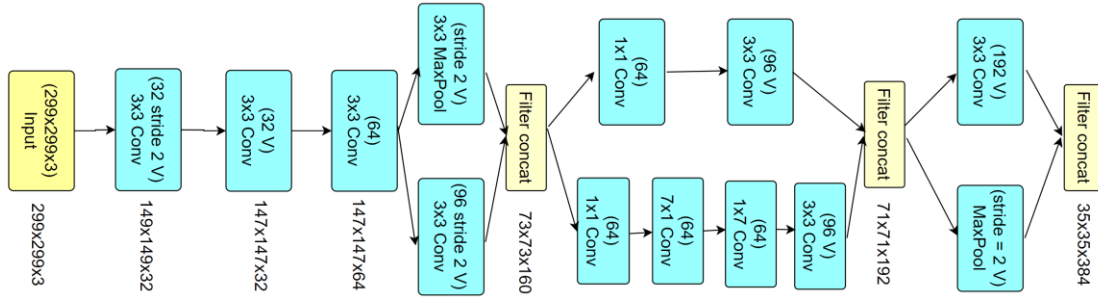 (299x299x3)
Input
299x299x3
(32 stride 2 V)
3x3 Conv
149x149x32
(32 V)
3x3 Conv
147x147x32
(64)
3x3 Conv
147x147x64
(stride 2 V)
3x3 MaxPool
(96 stride 2 V)
3x3 Conv
Filter concat
73x73x160
(64)
1x1 Conv
(96 V)
3x3 Conv
(64)
1x1 Conv
(64)
7x1 Conv
(64)
1x7 Conv
(96 V)
3x3 Conv
Filter concat
71x71x192
(192 V)
3x3 Conv
(stride = 2 V)
MaxPool
Filter concat
35x35x384